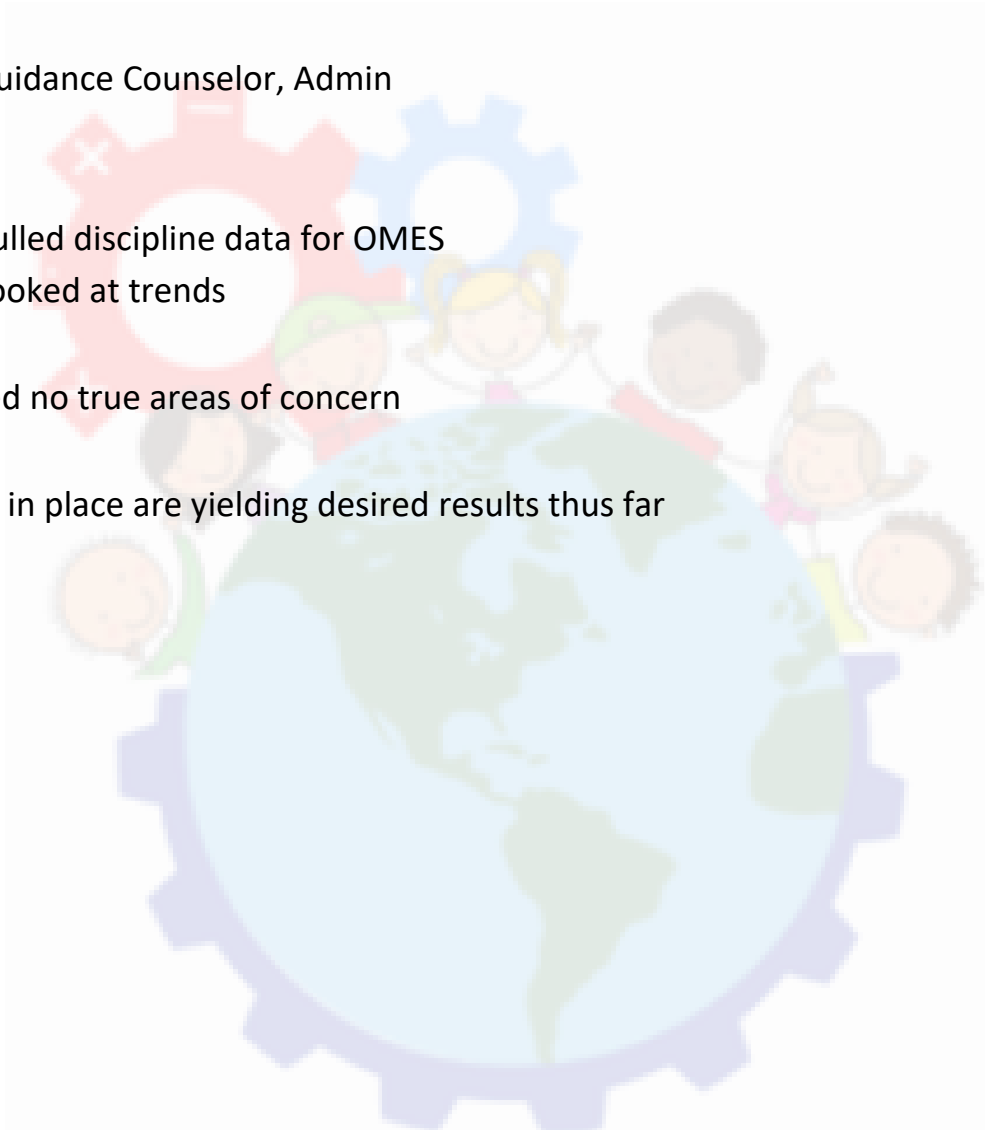 uidance Counselor, Admin
ulled discipline data for OMES
ooked at trends
d no true areas of concern
in place are yielding desired results thus far